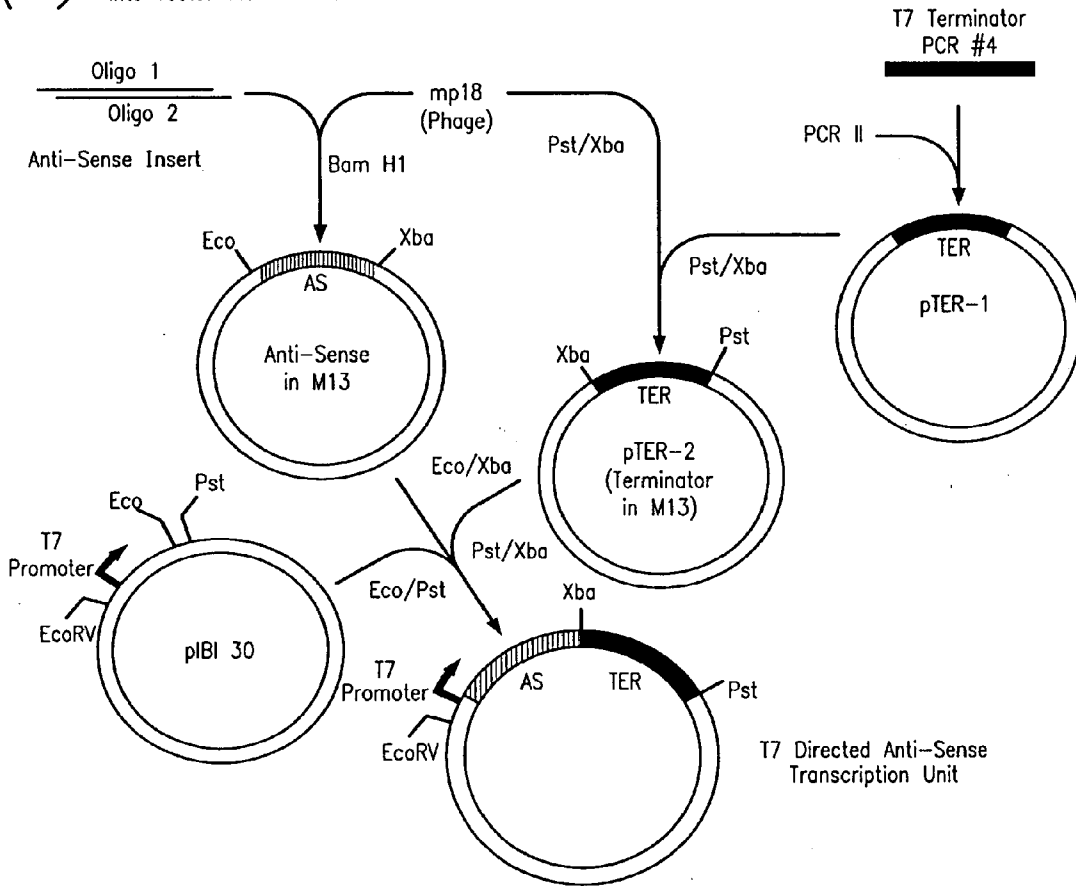 T7 Terminator
PCR #4
Oligo 1
Oligo 2
Anti-Sense Insert
mp18
(Phage)
Bam H1
Pst/Xba
PCR II
Eco
Xba
AS
Anti-Sense
in M13
Pst/Xba
TER
pTER-1
Xba
Pst
TER
pTER-2
(Terminator
in M13)
Eco/Xba
Pst/Xba
Eco/Pst
Eco
Pst
T7
Promoter
EcoRV
pIBI 30
Xba
T7
Promoter
AS
TER
Pst
EcoRV
T7 Directed Anti-Sense
Transcription Unit